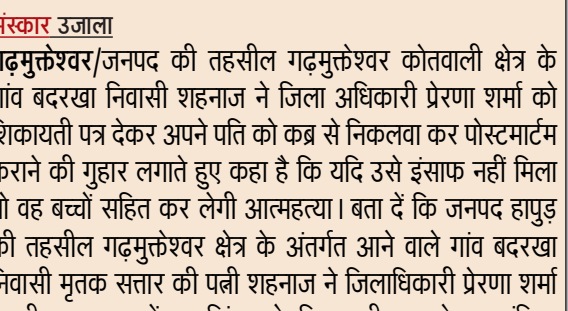 संस्कार उजाला
गढ़मुक्तेश्वर/जनपद की तहसील गढ़मुक्तेश्वर कोतवाली क्षेत्र के
गांव बदरखा निवासी शहनाज ने जिला अधिकारी प्रेरणा शर्मा को
शिकायती पत्र देकर अपने पति को कब्र से निकलवा कर पोस्टमार्टम
कराने की गुहार लगाते हुए कहा है कि यदि उसे इंसाफ नहीं मिला
तो वह बच्चों सहित कर लेगी आत्महत्या। बता दें कि जनपद हापुड़
की तहसील गढ़मुक्तेश्वर क्षेत्र के अंतर्गत आने वाले गांव बदरखा
निवासी मृतक सत्तार की पत्नी शहनाज ने जिलाधिकारी प्रेरणा शर्मा